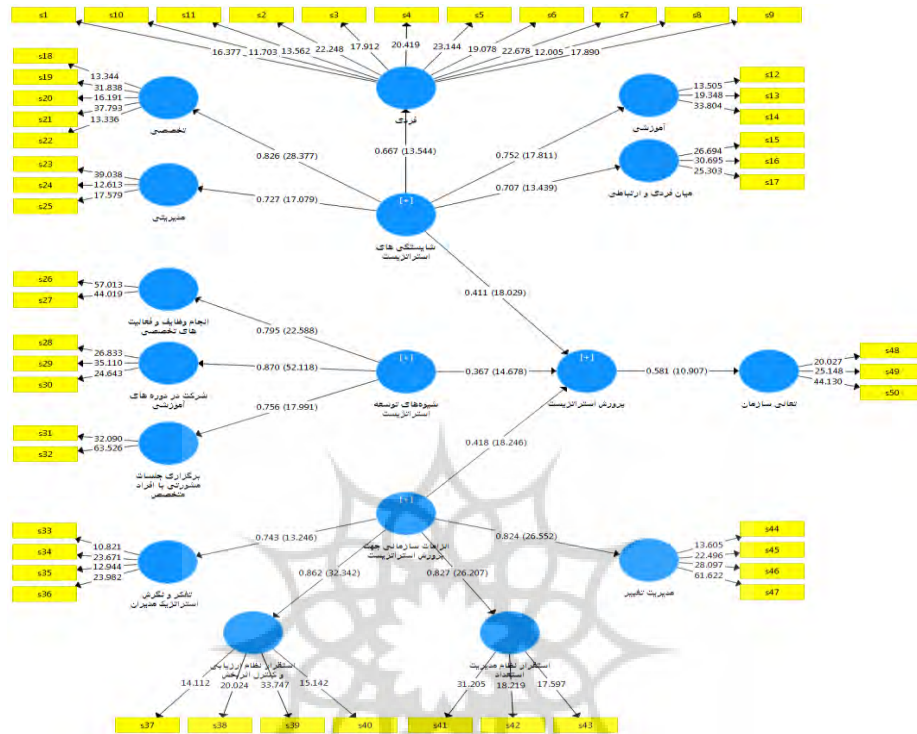 s1
s10
s11
s2
s3
s4
s5
s6
s7
s8
s9
16.377
11.703
13.562
22.248
17.912
20.419
23.144
19.078
22.678
12.005
17.890
فردی
s18
s19
s20
s21
s22
13.344
31.838
16.191
37.793
13.336
تخصصی
s12
s13
s14
13.505
19.348
33.804
آموزشی
s15
s16
s17
26.694
30.695
25.303
میان فردی و ارتباطی
s23
s24
s25
39.038
12.613
17.579
مدیریتی
0.826 (28.377)
0.667 (13.544)
0.752 (17.811)
0.727 (17.079)
0.707 (13.439)
[+]
شایستگی های
استراتژیست
0.411 (18.029)
s26
s27
57.013
44.019
انجام وظایف و فعالیت
های تخصصی
s28
s29
s30
26.833
35.110
24.643
شرکت در دوره های
آموزشی
s31
s32
32.090
63.526
برگزاری جلسات
مشورتی با افراد
متخصص
0.795 (22.588)
0.870 (52.118)
0.756 (17.991)
[+]
شیوه‌های توسعه
استراتژیست
0.367 (14.678)
[+]
پرورش استراتژیست
0.581 (10.907)
تعالی سازمان
s48
s49
s50
20.027
25.148
44.130
0.418 (18.246)
[+]
الزامات سازمانی جهت
پرورش استراتژیست
0.743 (13.246)
0.862 (32.342)
0.827 (26.207)
0.824 (26.552)
s33
s34
s35
s36
10.821
23.671
12.944
23.982
تفکر و نگرش
استراتژیک مدیران
s44
s45
s46
s47
13.605
22.496
28.097
61.622
مدیریت تغییر
استقرار نظام ارزیابی
و کنترل اثربخش
14.112
20.024
33.747
15.142
استقرار نظام مدیریت
استعداد
31.205
18.219
17.597
s37
s38
s39
s40
s41
s42
s43